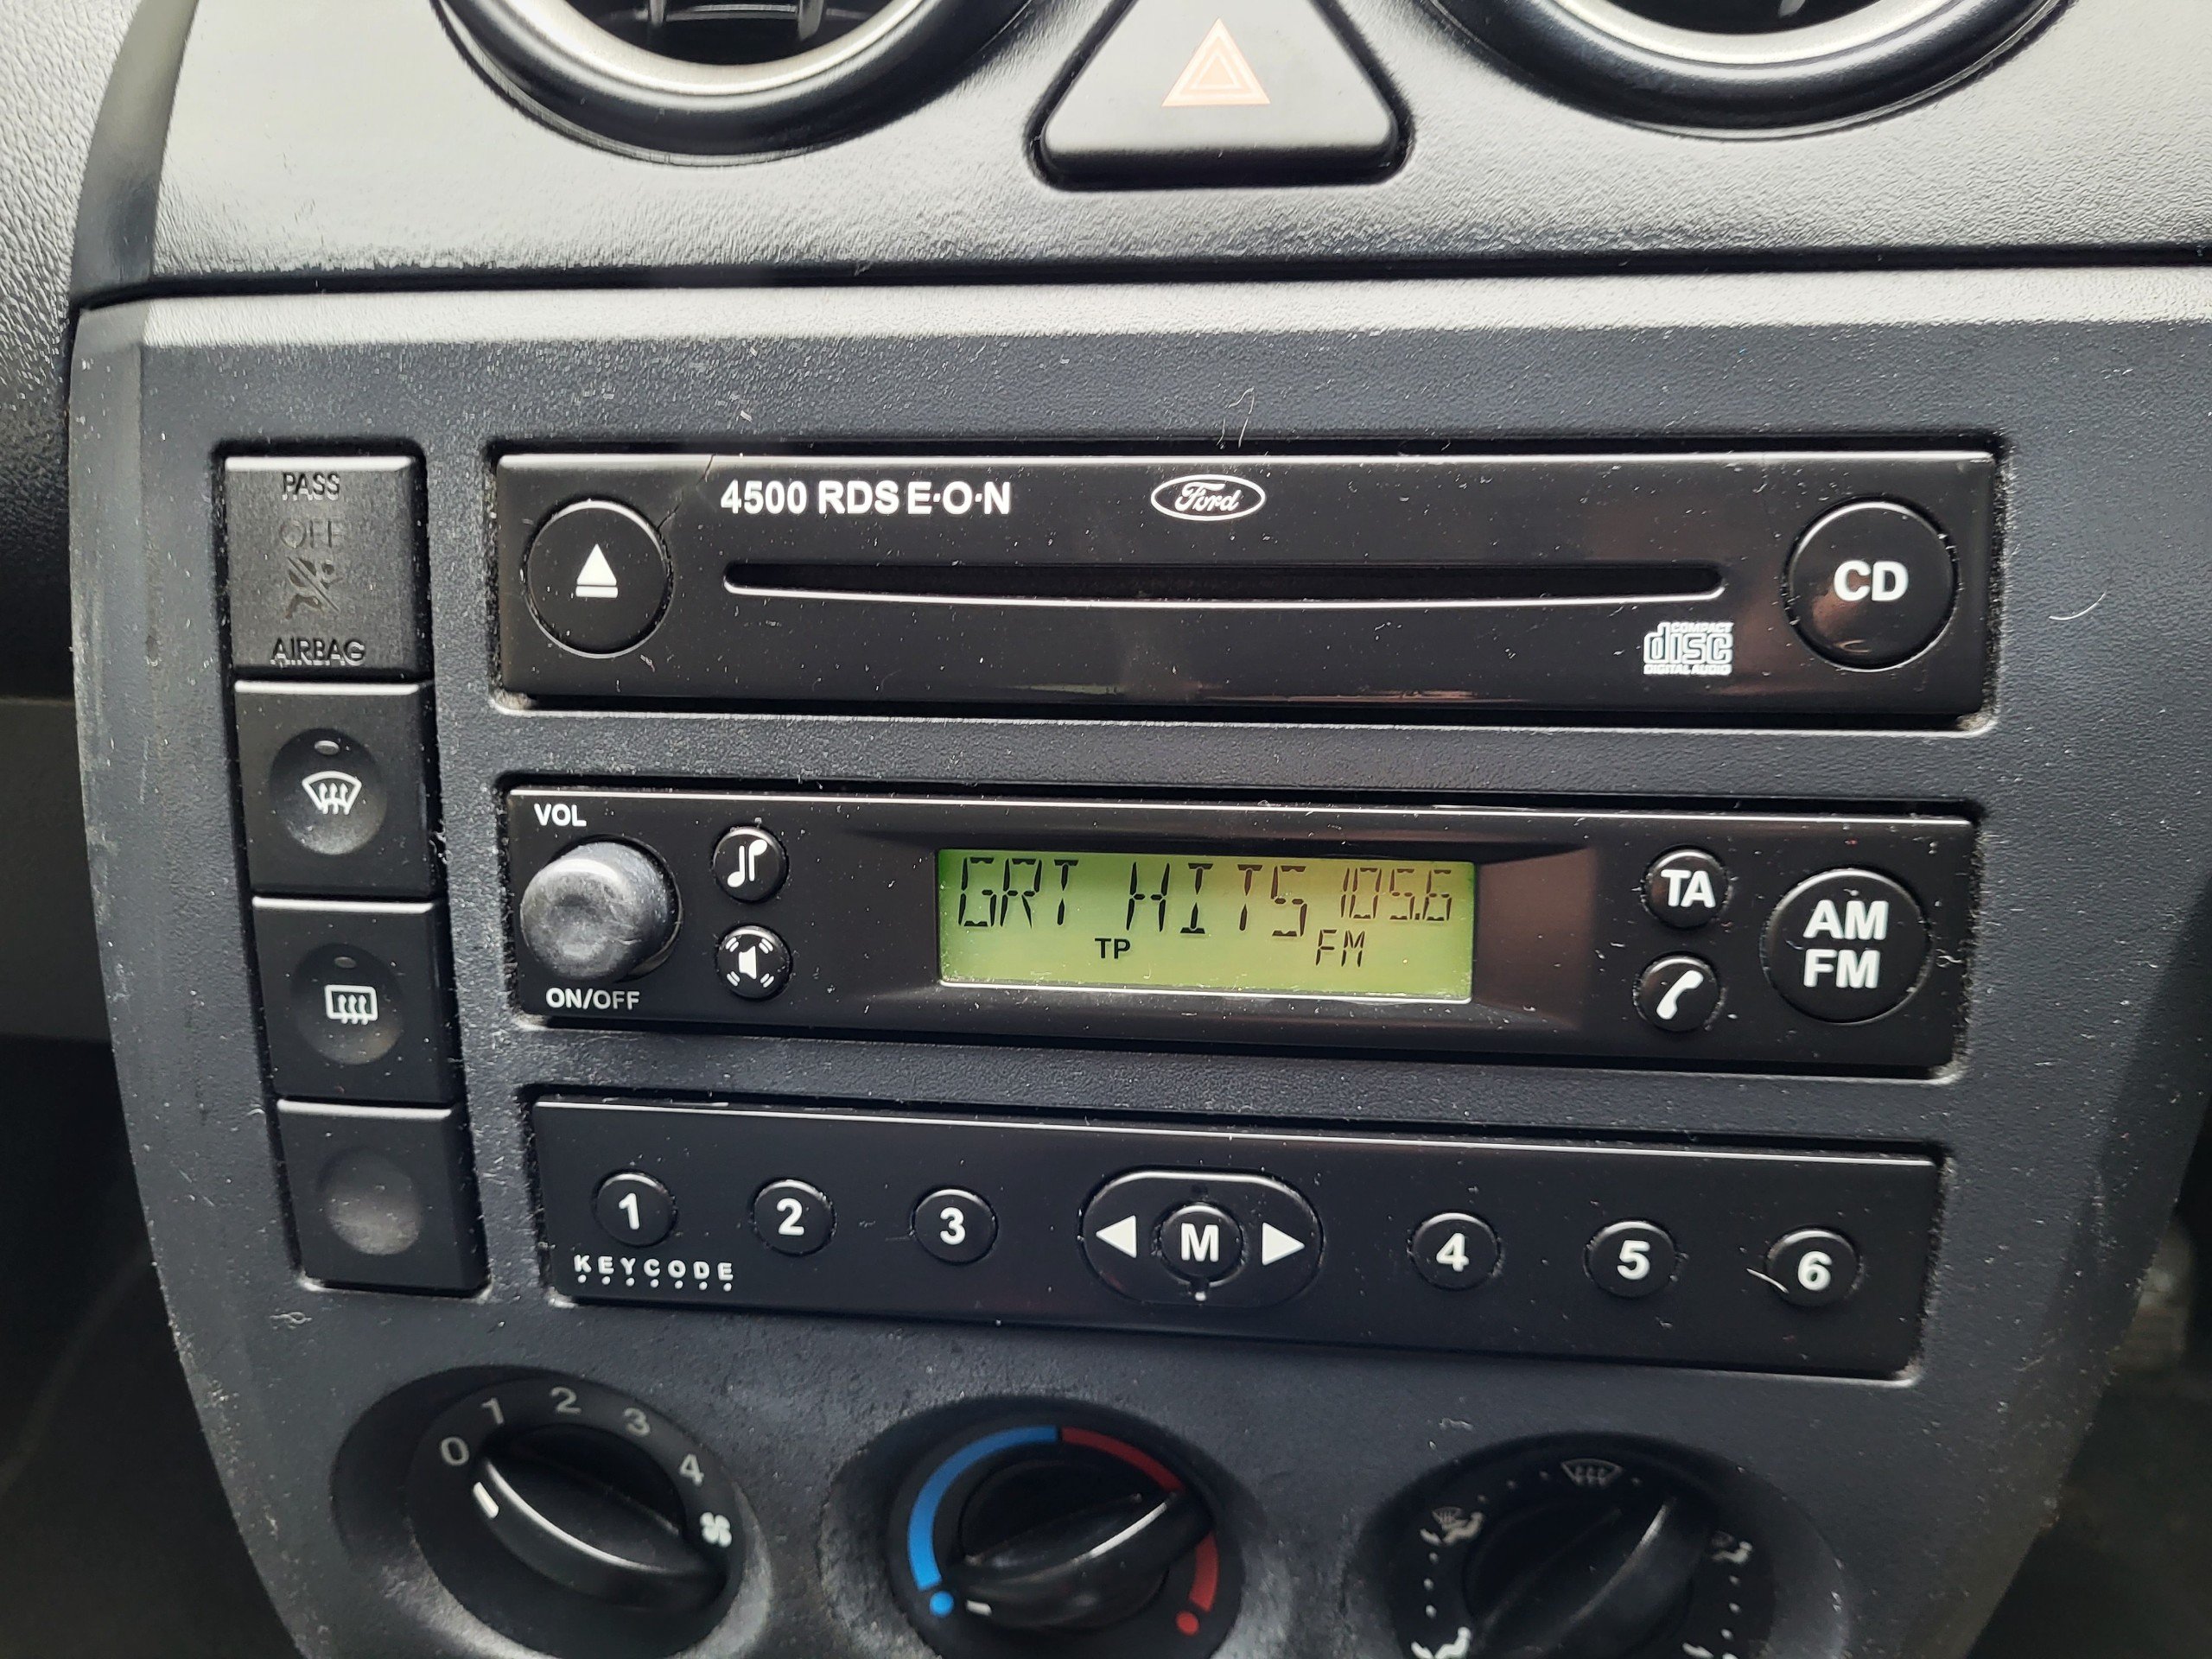 PASS
OFF
AIRBAG
4500 RDS E·O·N
Ford
CD
COMPACT
disc
DIGITAL AUDIO
VOL
ON/OFF
GRT HITS 105.6
TP FM
TA
AM
FM
1 2 3 M 4 5 6
KEYCODE
0 1 2 3 4